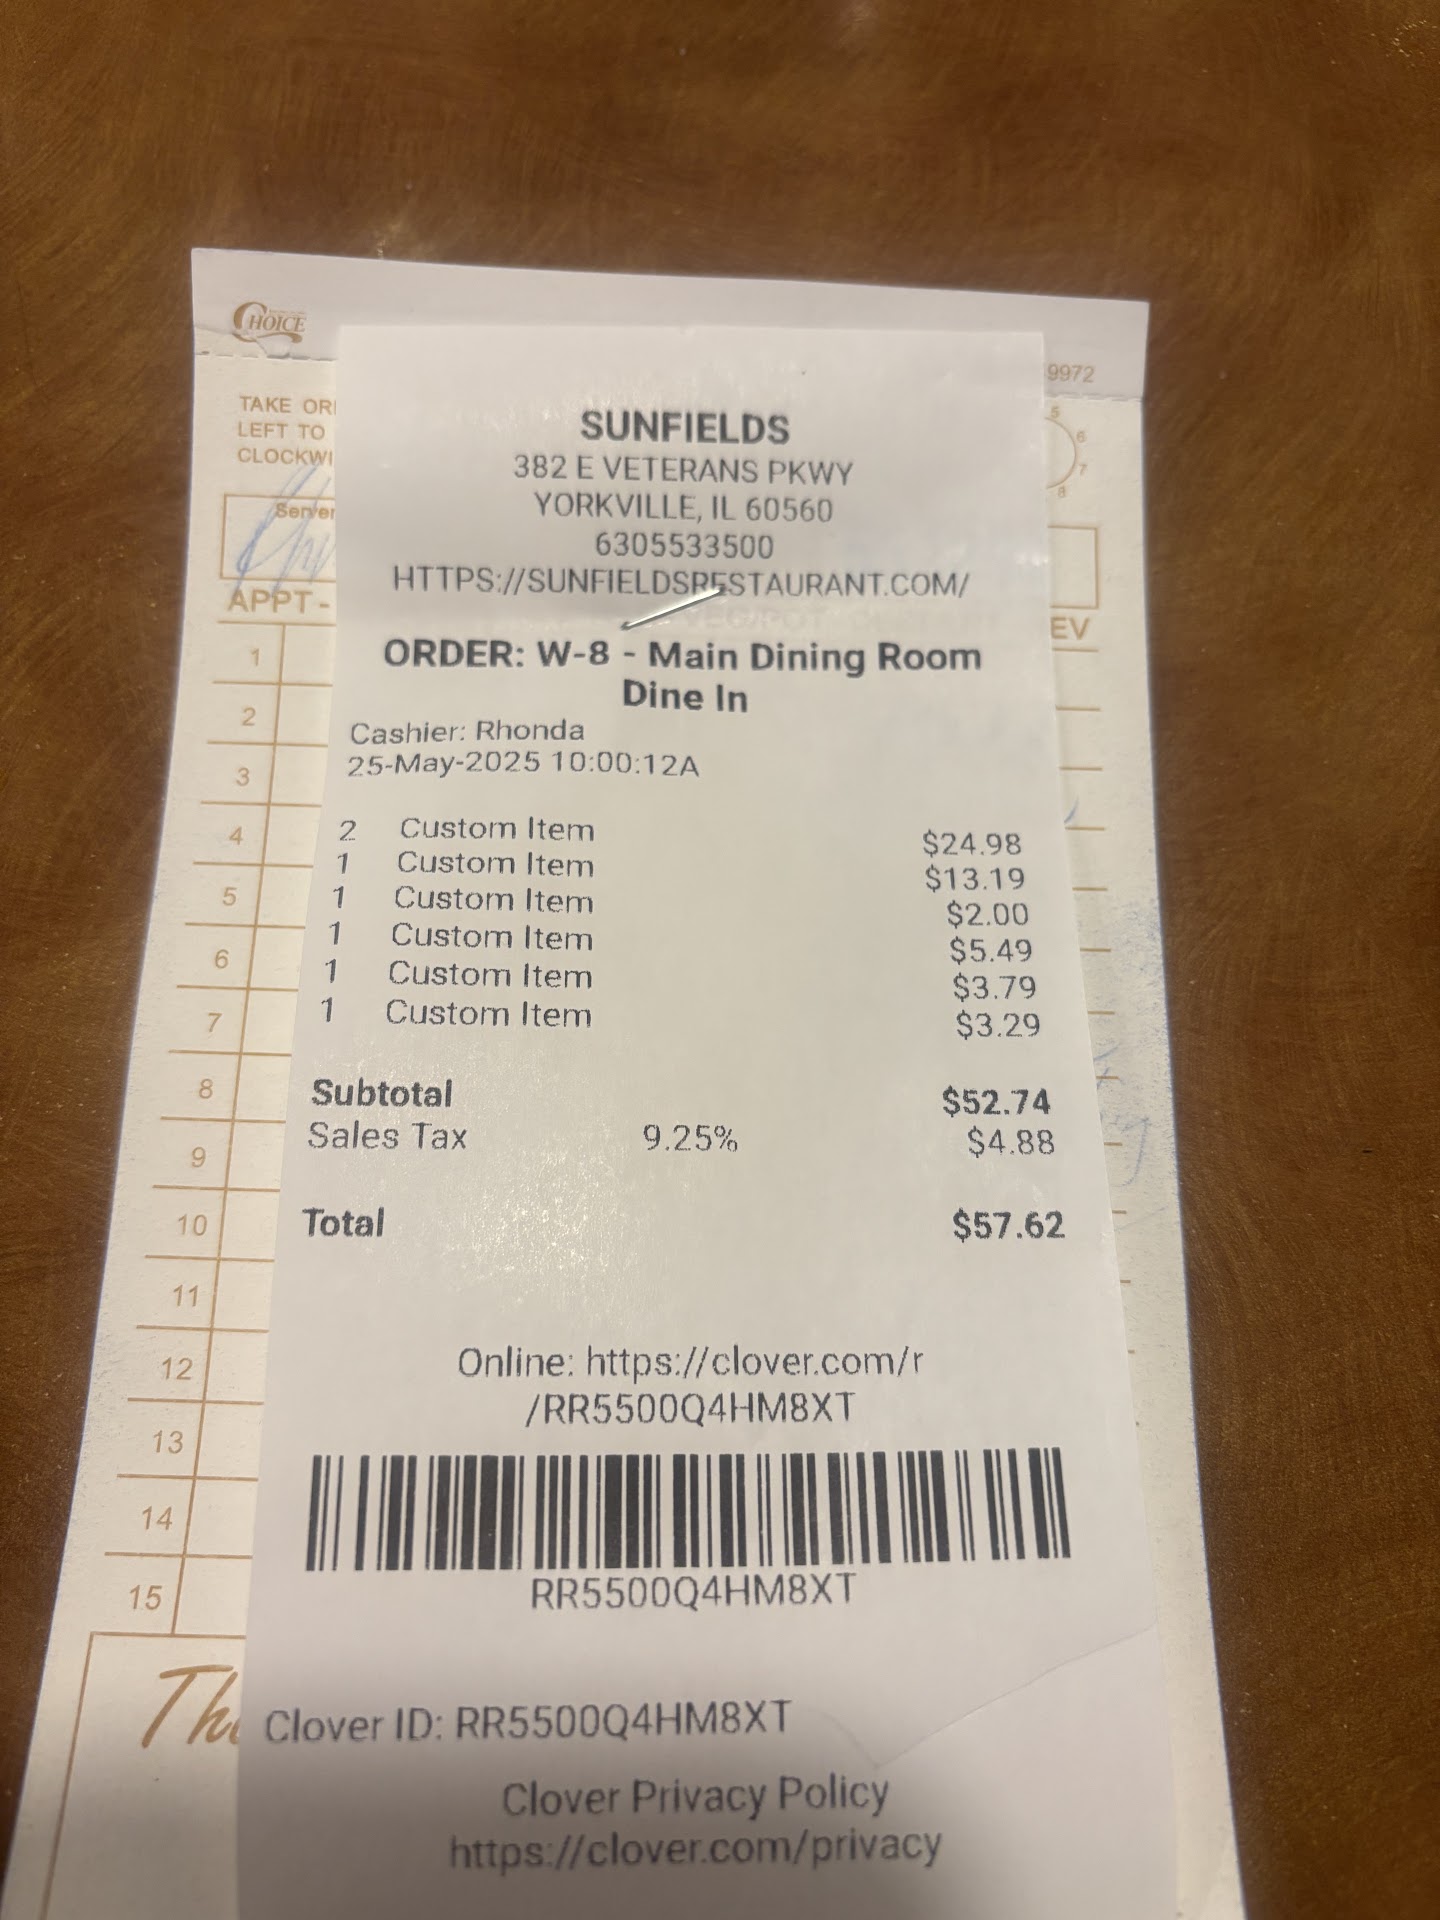 CHOICE
9972
TAKE
LEFT TO
5
6
7
8
Server
APPT-
EV
1
2
3
4
5
6
7
8
9
10
11
12
13
14
15
SUNFIELDS
382 E VETERANS PKWY
YORKVILLE, IL 60560
6305533500
HTTPS://SUNFIELDSRESTAURANT.COM/
ORDER: W-8 - Main Dining Room
Dine In
Cashier: Rhonda
25-May-2025 10:00:12A
2 Custom Item $24.98
1 Custom Item $13.19
1 Custom Item $2.00
1 Custom Item $5.49
1 Custom Item $3.79
1 Custom Item $3.29
Subtotal $52.74
Sales Tax 9.25% $4.88
Total $57.62
Online: https://clover.com/r
/RR5500Q4HM8XT
RR5500Q4HM8XT
Clover ID: RR5500Q4HM8XT
Clover Privacy Policy
https://clover.com/privacy